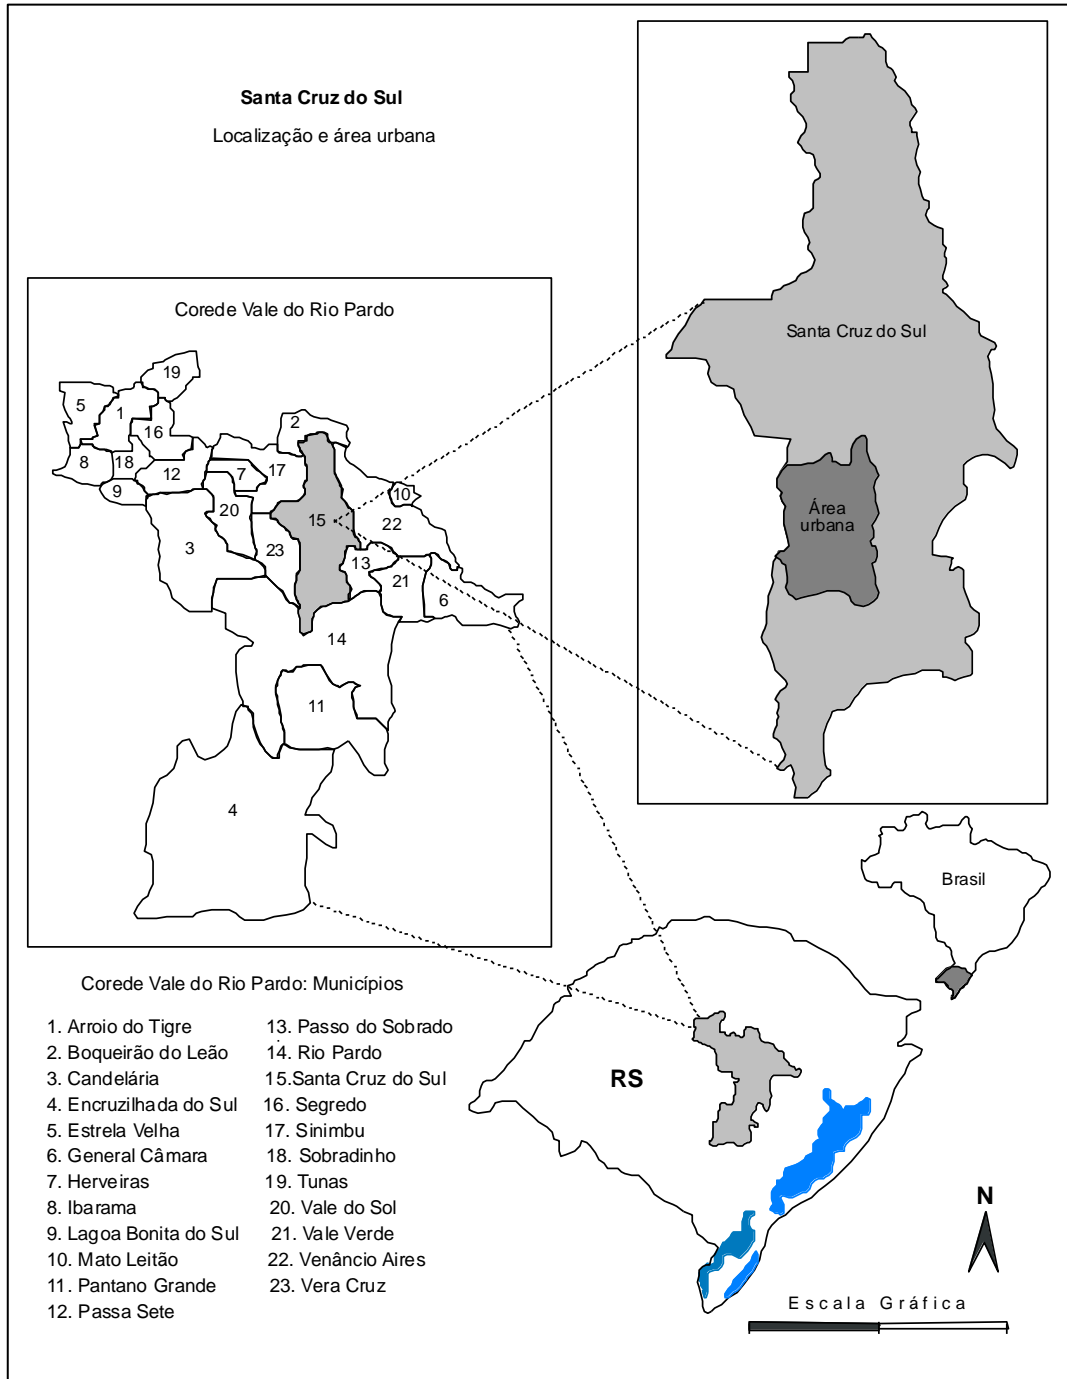 Santa Cruz do Sul
Localização e área urbana
Corede Vale do Rio Pardo
19
5
1
2
16
8
18
12
7
17
9
10
20
15
22
3
23
13
21
6
14
11
4
Santa Cruz do Sul
Área
urbana
Brasil
RS
N
Escala Gráfica
Corede Vale do Rio Pardo: Municípios
1. Arroio do Tigre
2. Boqueirão do Leão
3. Candelária
4. Encruzilhada do Sul
5. Estrela Velha
6. General Câmara
7. Herveiras
8. Ibarama
9. Lagoa Bonita do Sul
10. Mato Leitão
11. Pantano Grande
12. Passa Sete
13. Passo do Sobrado
14. Rio Pardo
15.Santa Cruz do Sul
16. Segredo
17. Sinimbu
18. Sobradinho
19. Tunas
20. Vale do Sol
21. Vale Verde
22. Venâncio Aires
23. Vera Cruz